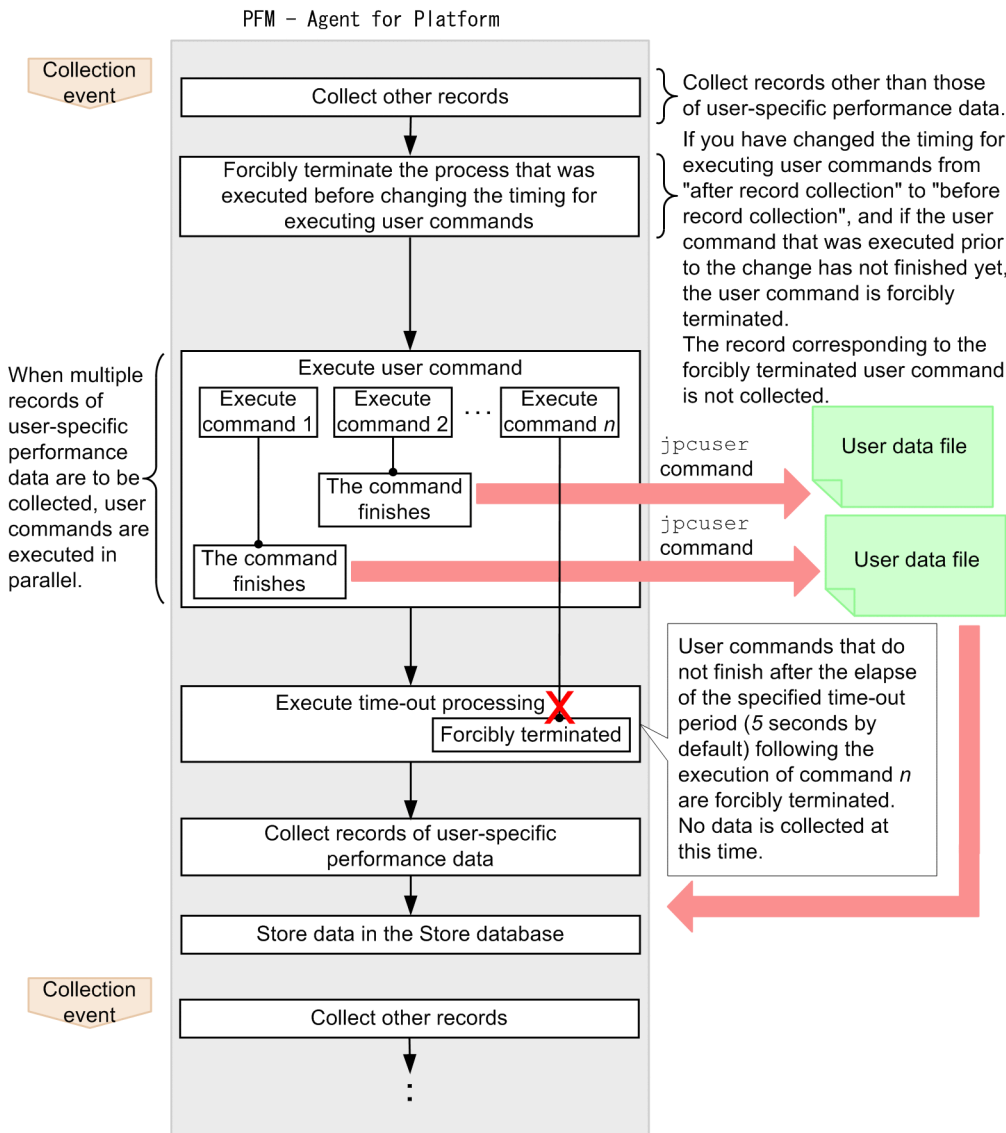 PFM - Agent for Platform
Collection
event
Collect other records
Collect records other than those
of user-specific performance data.
Forcibly terminate the process that was
executed before changing the timing for
executing user commands
If you have changed the timing for
executing user commands from
"after record collection" to "before
record collection", and if the user
command that was executed prior
to the change has not finished yet,
the user command is forcibly
terminated.
The record corresponding to the
forcibly terminated user command
is not collected.
When multiple
records of
user-specific
performance
data are to be
collected, user
commands are
executed in
parallel.
Execute user command
Execute
command 1
Execute
command 2
...
Execute
command n
The command
finishes
jpcuser
command
User data file
The command
finishes
jpcuser
command
User data file
Execute time-out processing
Forcibly terminated
User commands that do
not finish after the elapse
of the specified time-out
period (5 seconds by
default) following the
execution of command n
are forcibly terminated.
No data is collected at
this time.
Collect records of user-specific
performance data
Store data in the Store database
Collection
event
Collect other records
: